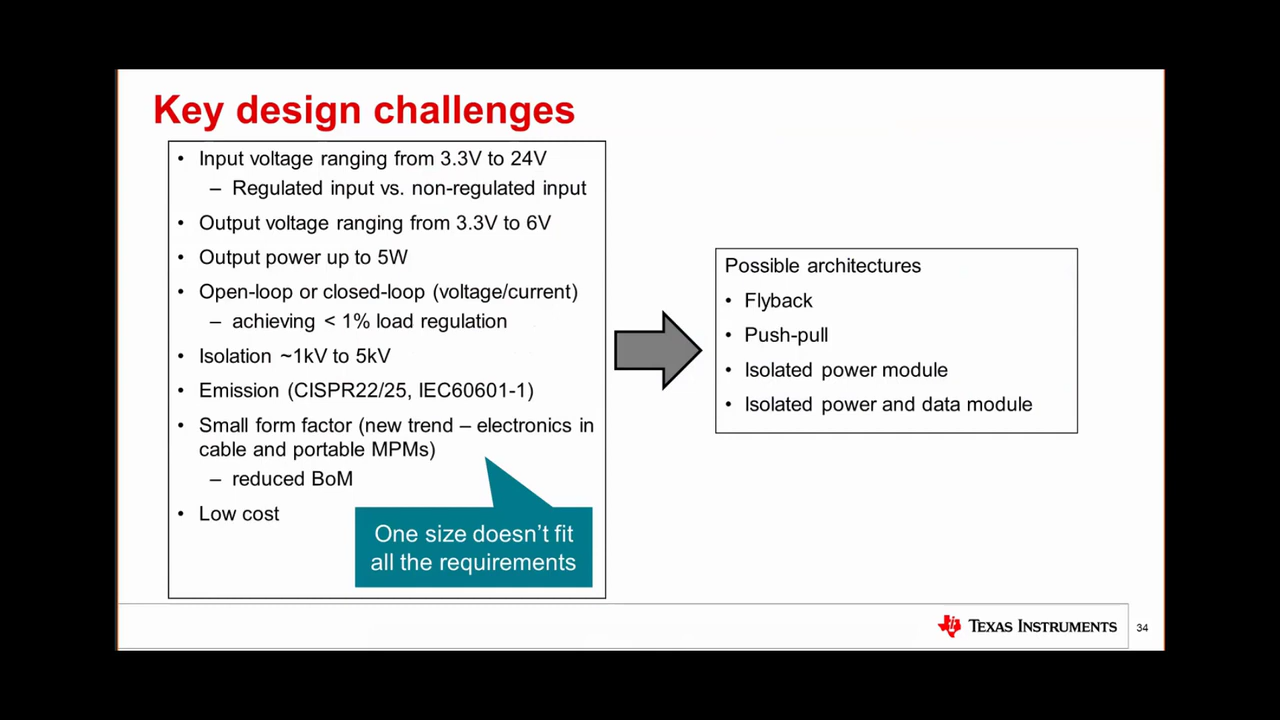 Key design challenges
• Input voltage ranging from 3.3V to 24V
– Regulated input vs. non-regulated input
• Output voltage ranging from 3.3V to 6V
• Output power up to 5W
• Open-loop or closed-loop (voltage/current)
– achieving < 1% load regulation
• Isolation ~1kV to 5kV
• Emission (CISPR22/25, IEC60601-1)
• Small form factor (new trend – electronics in
cable and portable MPMs)
– reduced BoM
• Low cost
One size doesn’t fit
all the requirements
Possible architectures
• Flyback
• Push-pull
• Isolated power module
• Isolated power and data module
TEXAS INSTRUMENTS
34